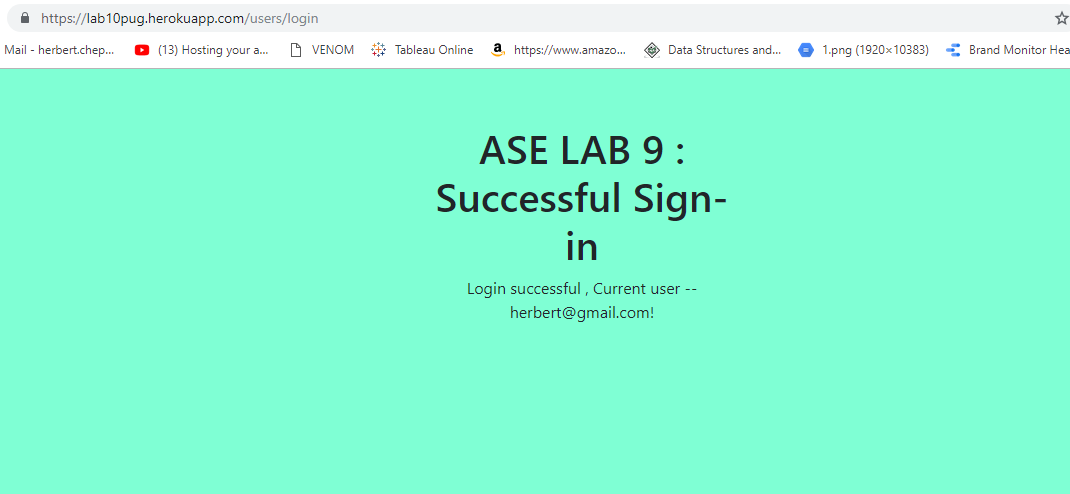 https://lab10pug.herokuapp.com/users/login
Mail - herbert.chep... (13) Hosting your a... VENOM Tableau Online https://www.amazo... Data Structures and... 1.png (1920×10383) Brand Monitor Hea
ASE LAB 9 :
Successful Sign-
in
Login successful , Current user --
herbert@gmail.com!